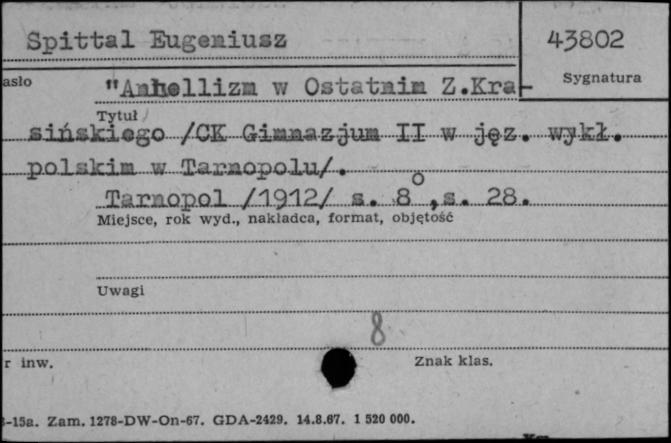 Spittal Eugeniusz
43802
asło
Sygnatura
"Anhellizm w Ostatnim Z.Kra-
Tytuł
sińskiego /CK Gimnazjum II w jęz. wykł.
polskim w Tarnopolu/.
Tarnopol /1912/ s. 8°,s. 28.
Miejsce, rok wyd., nakładca, format, objętość
Uwagi
8
r inw.
Znak klas.
-15a. Zam. 1278-DW-On-67. GDA-2429. 14.8.67. 1 520 000.